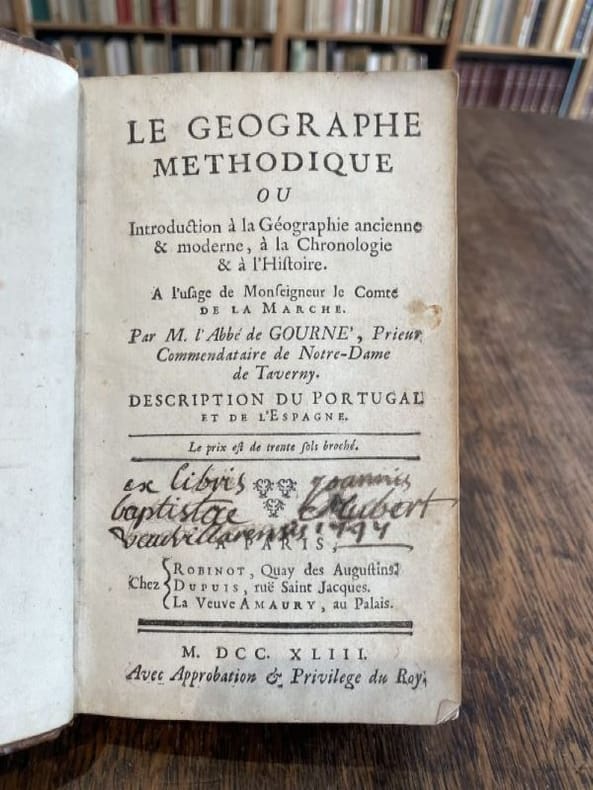 LE GEOGRAPHE
METHODIQUE
OU
Introduction à la Géographie ancienne
& moderne, à la Chronologie
& à l'Hiſtoire.
A l'uſage de Monſeigneur le Comte
DE LA MARCHE.
Par M. l'Abbé de GOURNE', Prieur
Commendataire de Notre-Dame
de Taverny.
DESCRIPTION DU PORTUGAL
ET DE L'ESPAGNE.
Le prix eſt de trente ſols broché.
ex libris joannis
baptistae Hubert
A PARIS,
Chez
ROBINOT, Quay des Auguſtins.
DUPUIS, ruë Saint Jacques.
La Veuve AMAURY, au Palais.
M. DCC. XLIII.
Avec Approbation & Privilege du Roy.